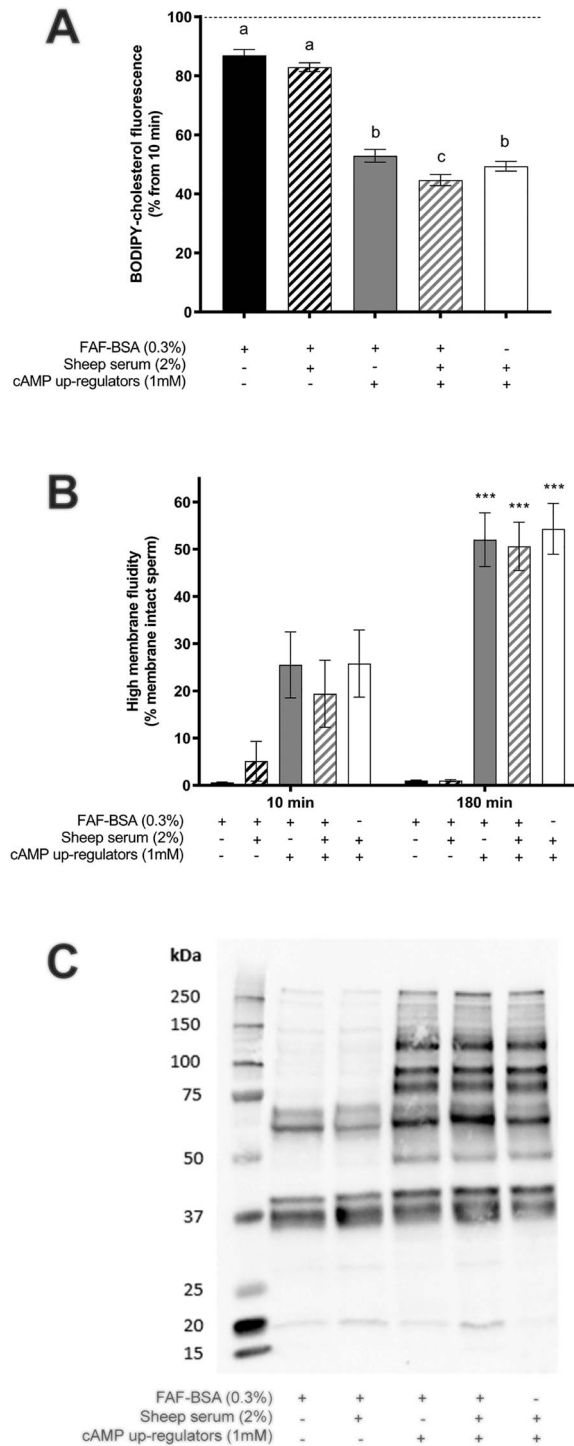 A
BODIPY-cholesterol fluorescence
(% from 10 min)
100
80
60
40
20
0
a
a
b
c
b
FAF-BSA (0.3%) + + + + -
Sheep serum (2%) - + - + +
cAMP up-regulators (1mM) - - + + +
B
High membrane fluidity
(% membrane intact sperm)
60
50
40
30
20
10
0
*** *** ***
10 min 180 min
FAF-BSA (0.3%) + + + + - + + + + -
Sheep serum (2%) - + - + + - + - + +
cAMP up-regulators (1mM) - - + + + - - + + +
C
kDa
250
150
100
75
50
37
25
20
15
FAF-BSA (0.3%) + + + + -
Sheep serum (2%) - + - + +
cAMP up-regulators (1mM) - - + + +